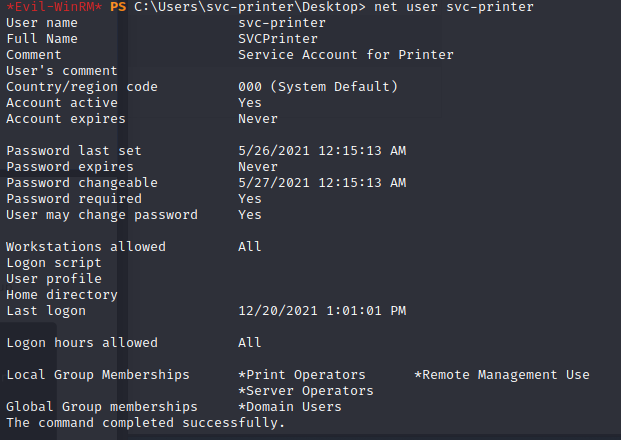 *Evil-WinRM* PS C:\Users\svc-printer\Desktop> net user svc-printer
User name                    svc-printer
Full Name                    SVCPrinter
Comment                      Service Account for Printer
User's comment
Country/region code          000 (System Default)
Account active               Yes
Account expires              Never
Password last set            5/26/2021 12:15:13 AM
Password expires             Never
Password changeable          5/27/2021 12:15:13 AM
Password required            Yes
User may change password     Yes
Workstations allowed         All
Logon script
User profile
Home directory
Last logon                   12/20/2021 1:01:01 PM
Logon hours allowed          All
Local Group Memberships      *Print Operators      *Remote Management Use
                             *Server Operators
Global Group memberships     *Domain Users
The command completed successfully.